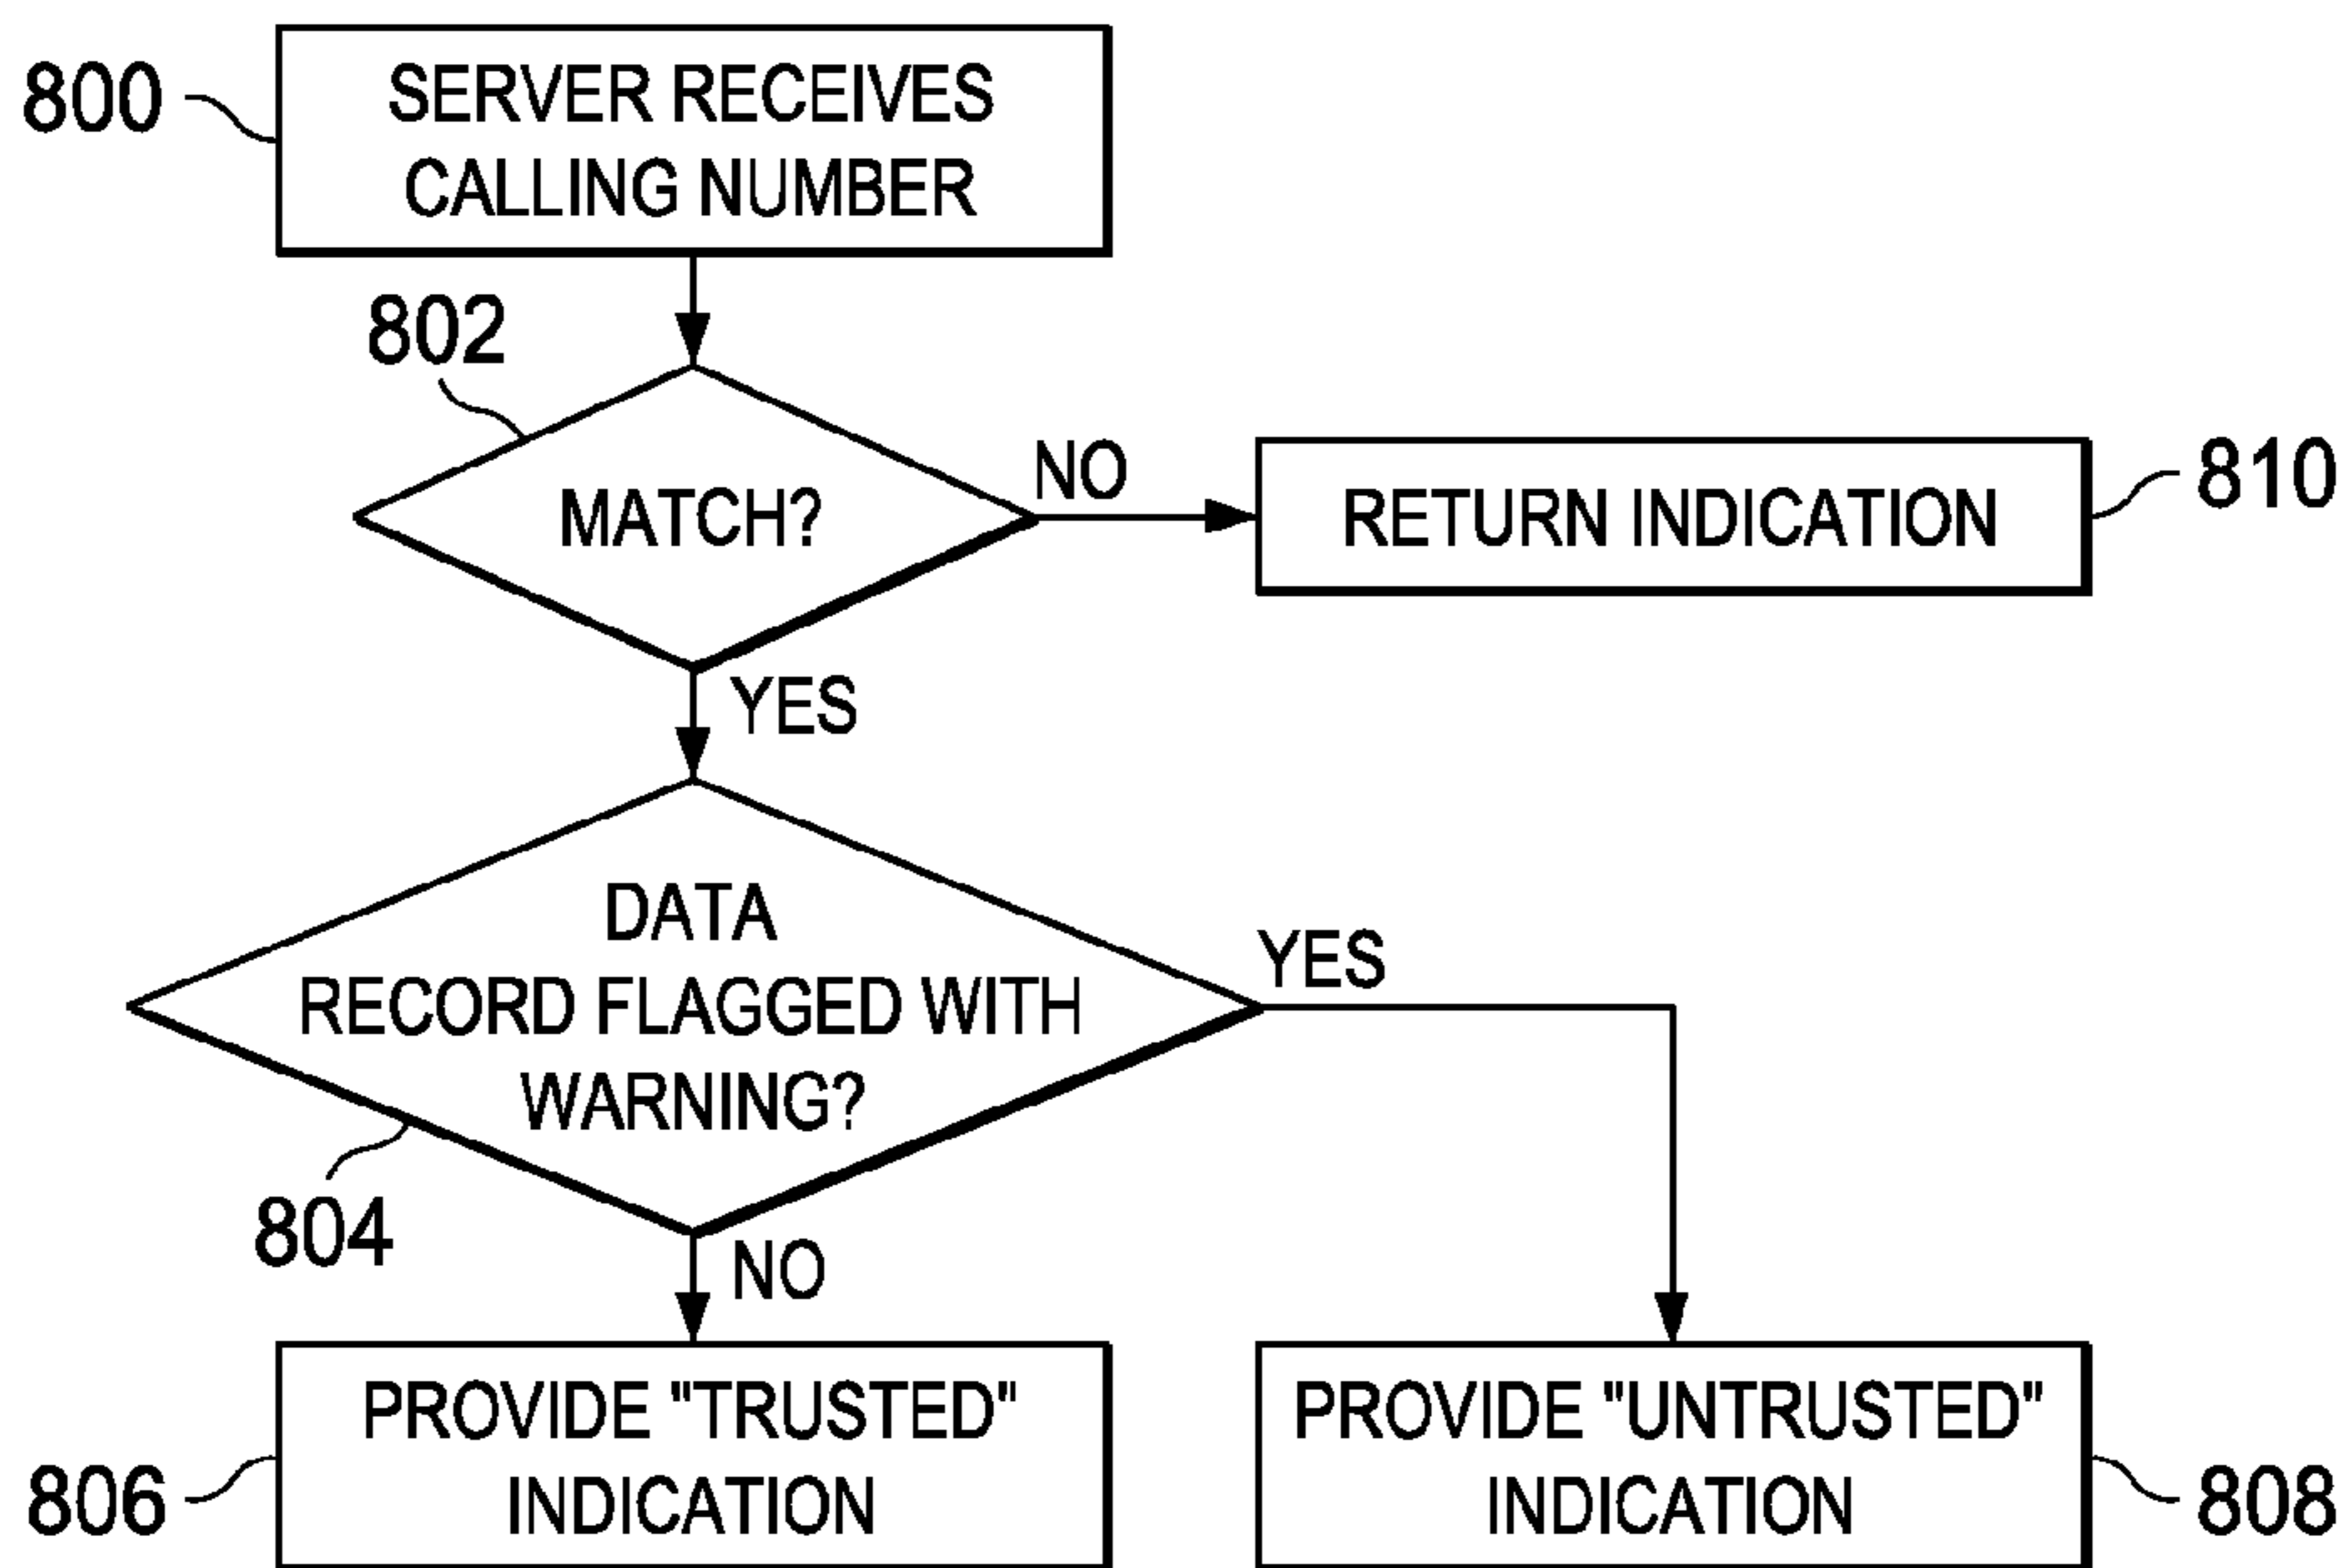 800
SERVER RECEIVES
CALLING NUMBER
802
MATCH?
NO
RETURN INDICATION
810
YES
DATA
RECORD FLAGGED WITH
WARNING?
YES
804
NO
PROVIDE "TRUSTED"
INDICATION
806
PROVIDE "UNTRUSTED"
INDICATION
808